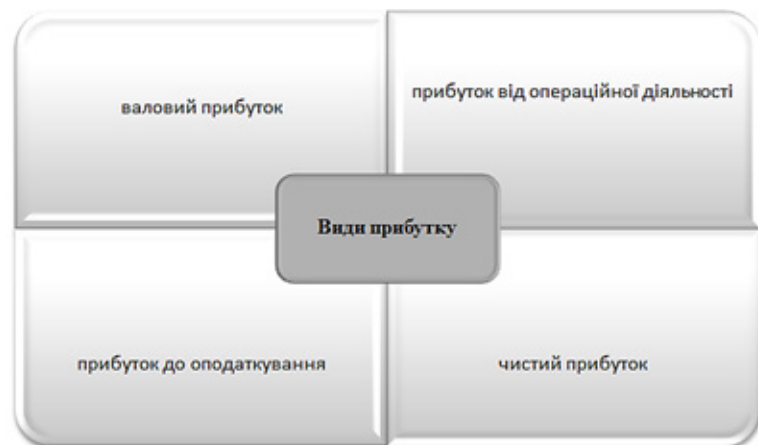 валовий прибуток
прибуток від операційної діяльності
Види прибутку
прибуток до оподаткування
чистий прибуток